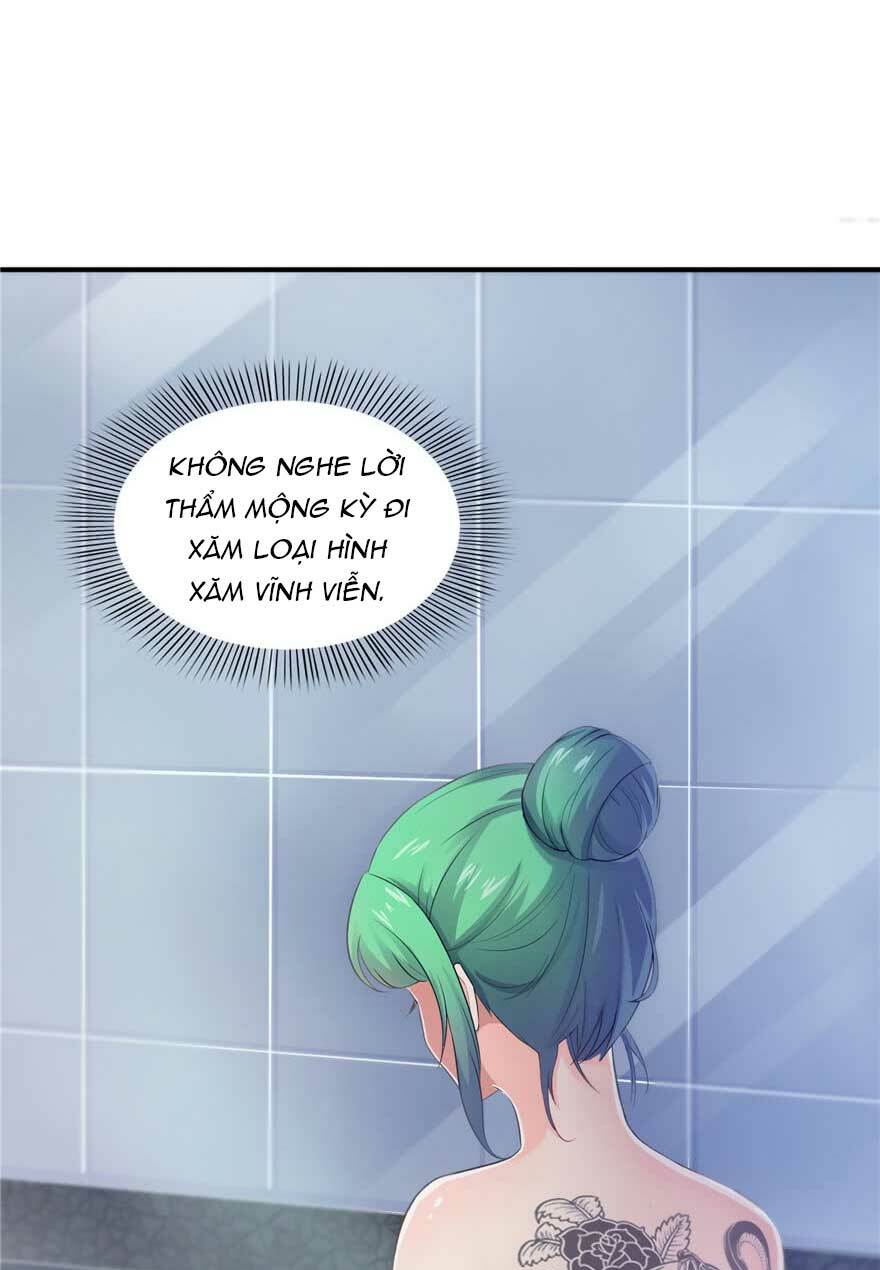 KHÔNG NGHE LỜI
THẨM MỘNG KỲ ĐI
XĂM LOẠI HÌNH
XĂM VĨNH VIỄN.